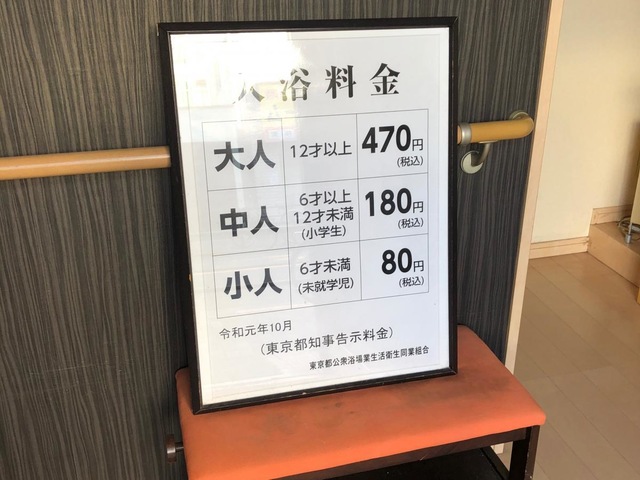 入浴料金
大人 12才以上 470円
(税込)
中人 6才以上 180円
12才未満
(小学生) (税込)
小人 6才未満 80円
(未就学児) (税込)
令和元年10月
(東京都知事告示料金)
東京都公衆浴場業生活衛生同業組合